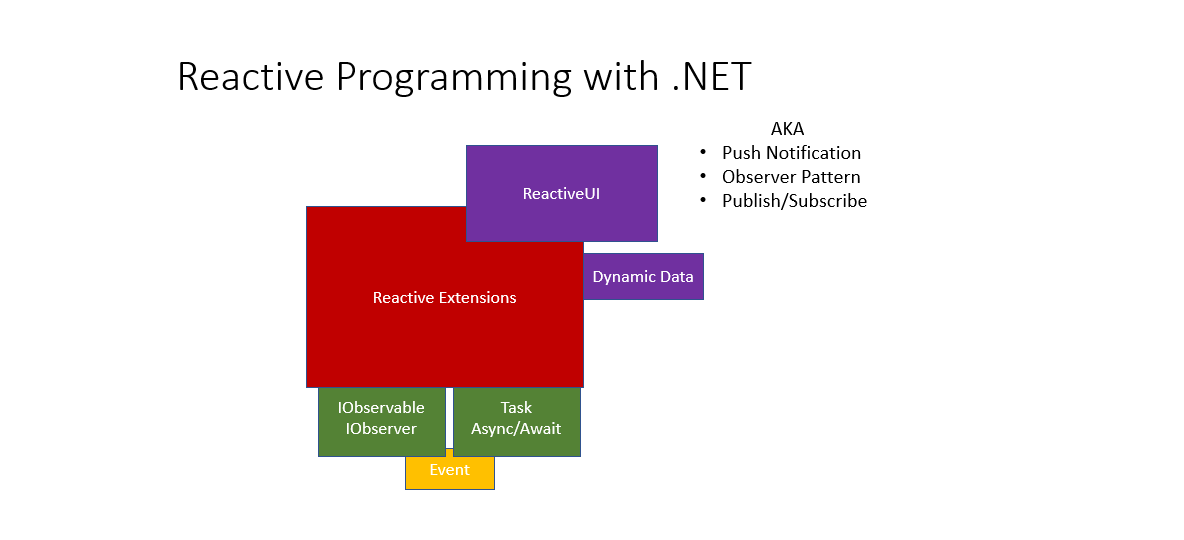 Reactive Programming with .NET
AKA
• Push Notification
• Observer Pattern
• Publish/Subscribe
ReactiveUI
Dynamic Data
Reactive Extensions
IObservable
IObserver
Task
Async/Await
Event